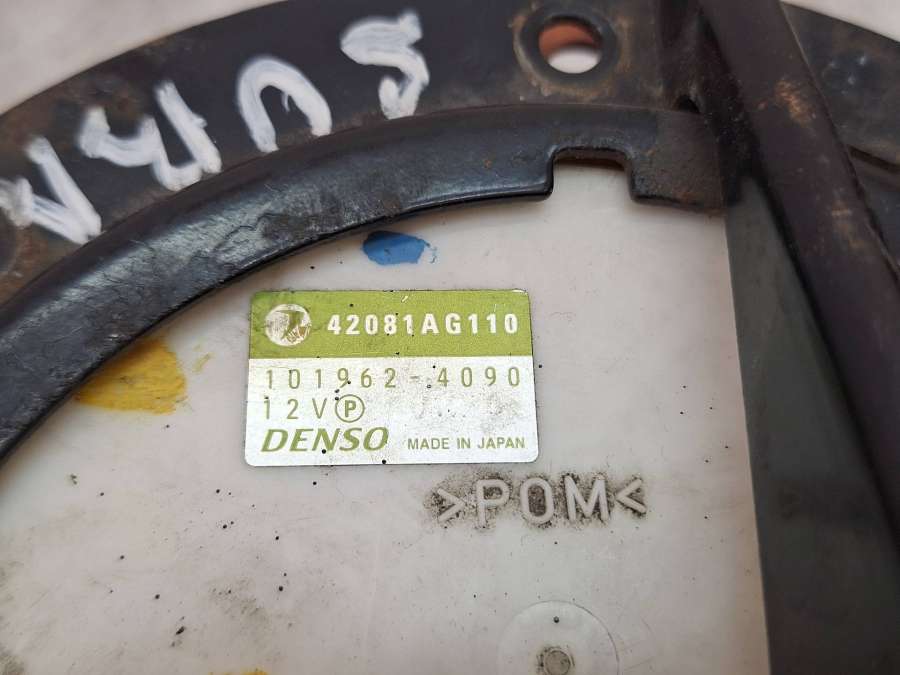 42081AG110
101962-4090
12V Ⓟ
DENSO MADE IN JAPAN
>POM<